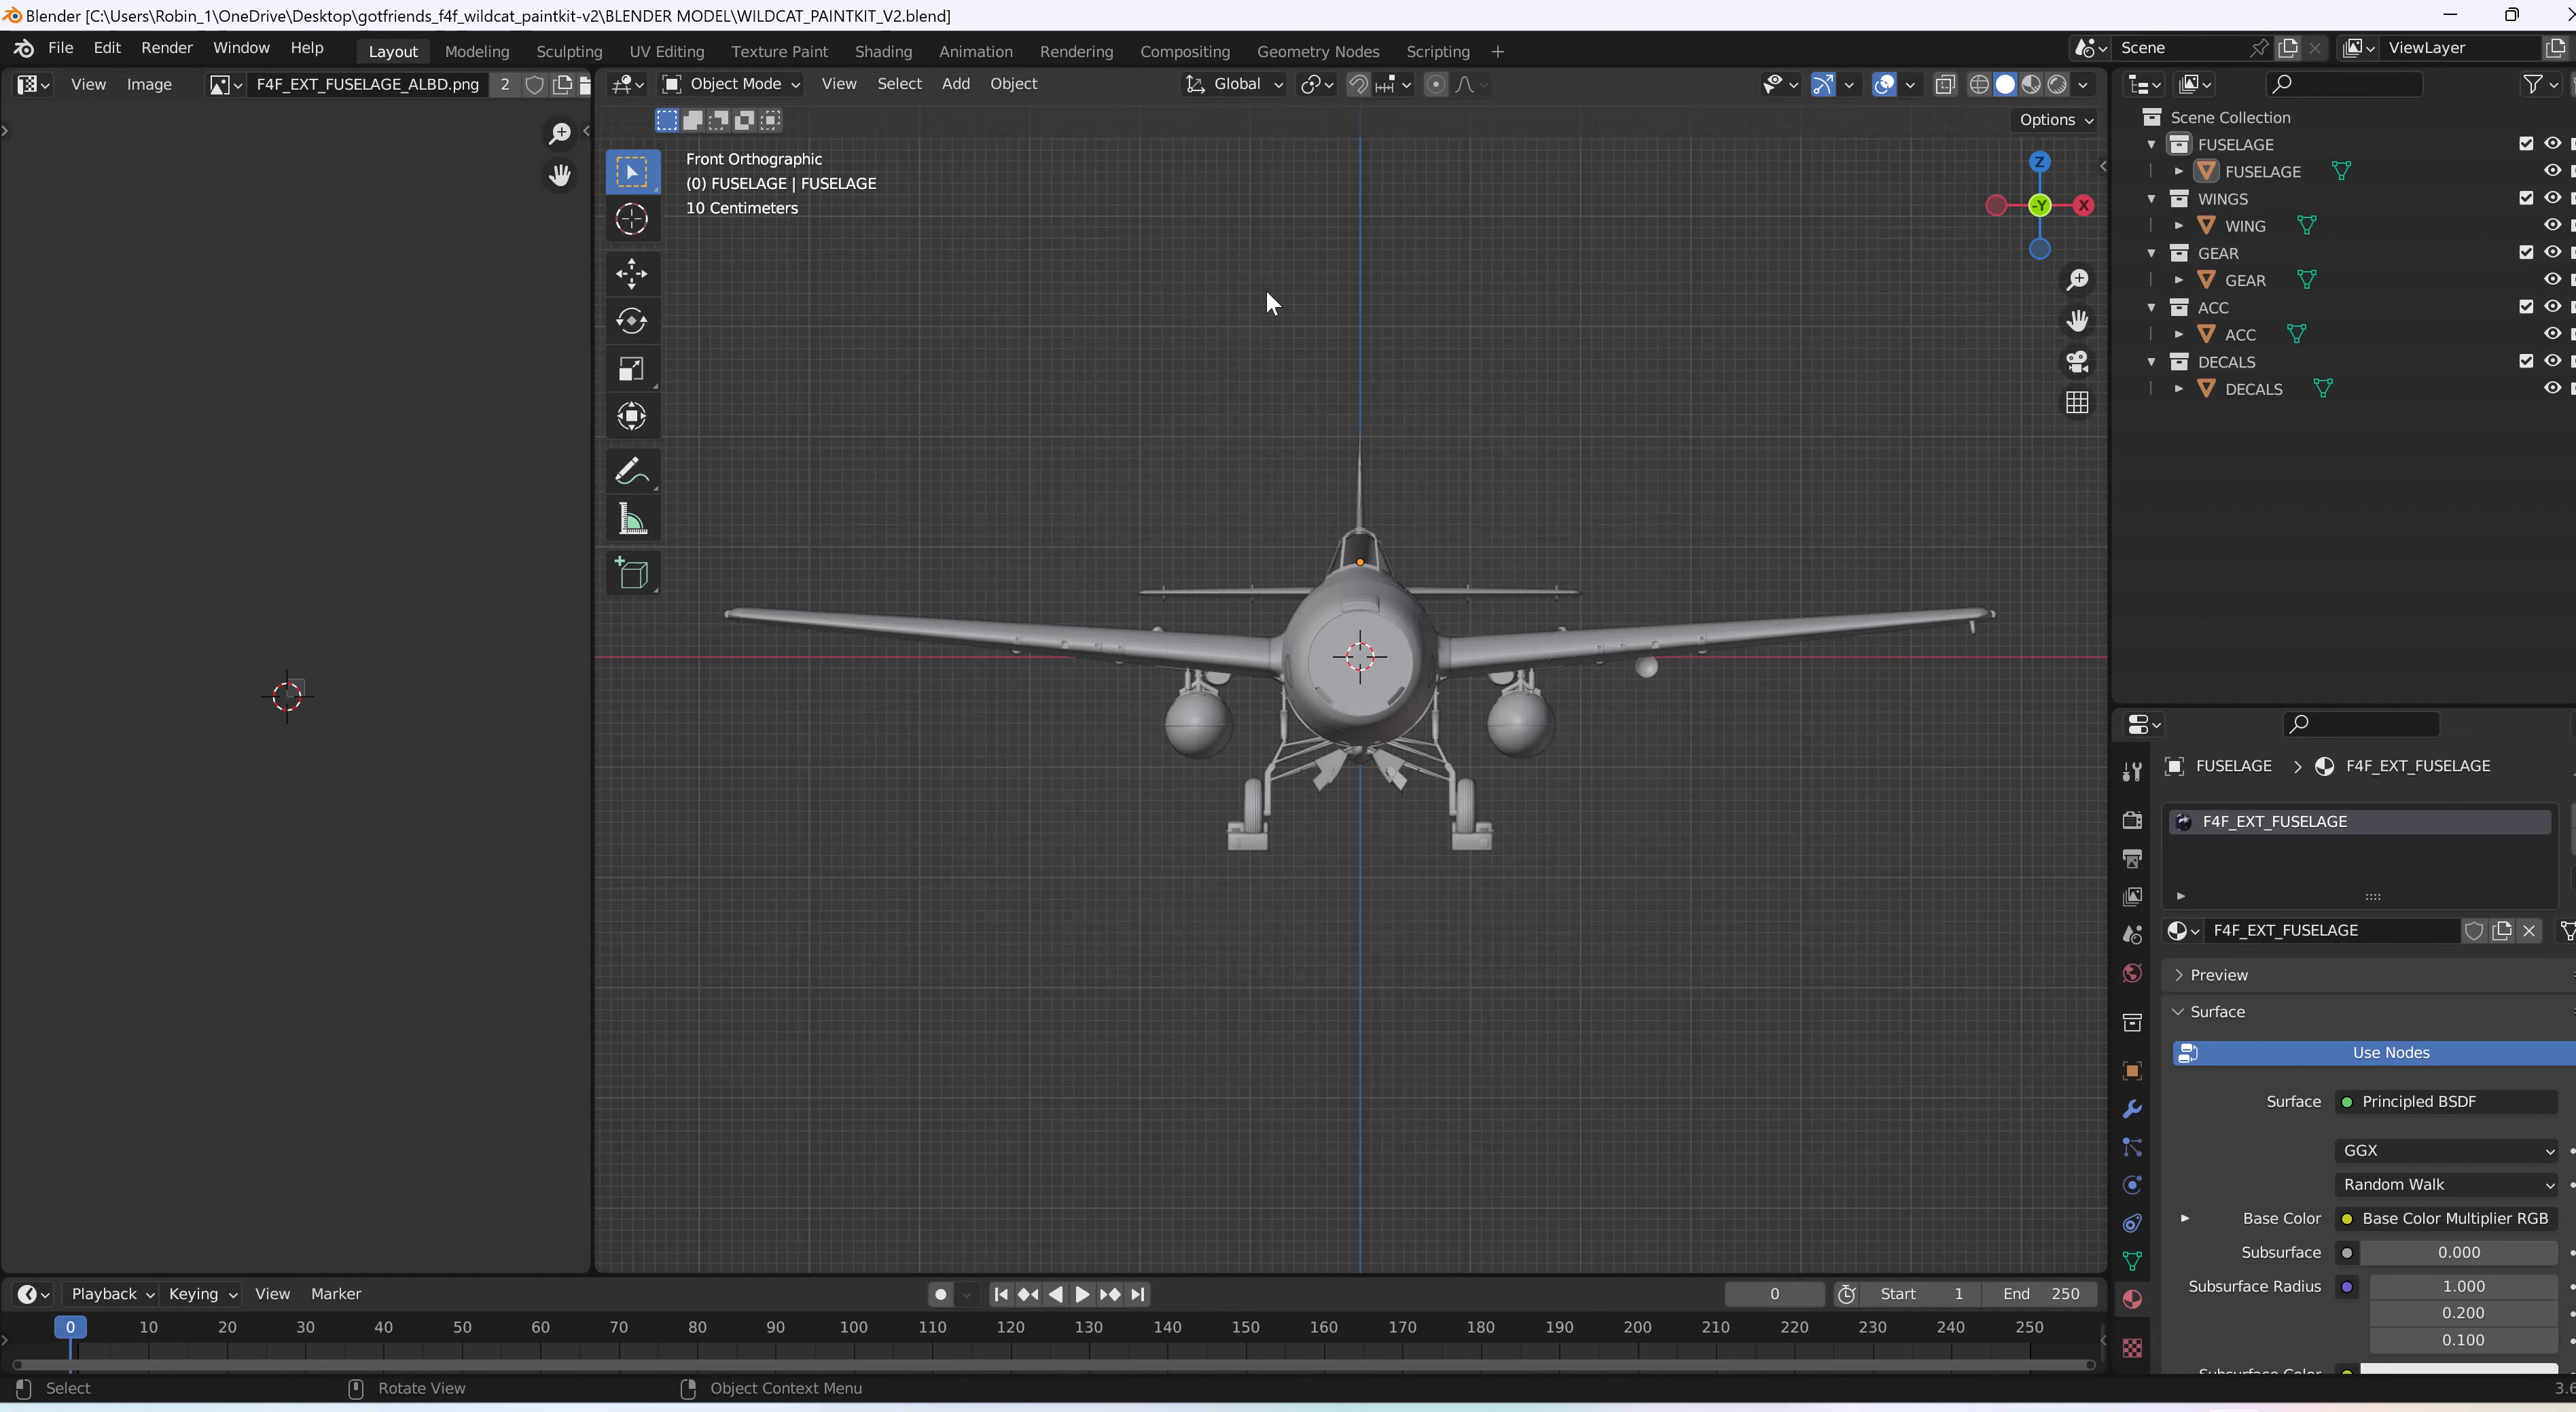 Blender [C:\Users\Robin_1\OneDrive\Desktop\gotfriends_f4f_wildcat_paintkit-v2\BLENDER MODEL\WILDCAT_PAINTKIT_V2.blend]
File Edit Render Window Help Layout Modeling Sculpting UV Editing Texture Paint Shading Animation Rendering Compositing Geometry Nodes Scripting + Scene ViewLayer
View Image F4F_EXT_FUSELAGE_ALBD.png 2 Object Mode View Select Add Object Global
Options
Front Orthographic
(0) FUSELAGE | FUSELAGE
10 Centimeters
Z
-Y X
Scene Collection
FUSELAGE
FUSELAGE
WINGS
WING
GEAR
GEAR
ACC
ACC
DECALS
DECALS
FUSELAGE > F4F_EXT_FUSELAGE
F4F_EXT_FUSELAGE
F4F_EXT_FUSELAGE
Preview
Surface
Use Nodes
Surface Principled BSDF
GGX
Random Walk
Base Color Base Color Multiplier RGB
Subsurface 0.000
Subsurface Radius 1.000
0.200
0.100
Subsurface Color
Playback Keying View Marker 0 Start 1 End 250
0 10 20 30 40 50 60 70 80 90 100 110 120 130 140 150 160 170 180 190 200 210 220 230 240 250
Select Rotate View Object Context Menu